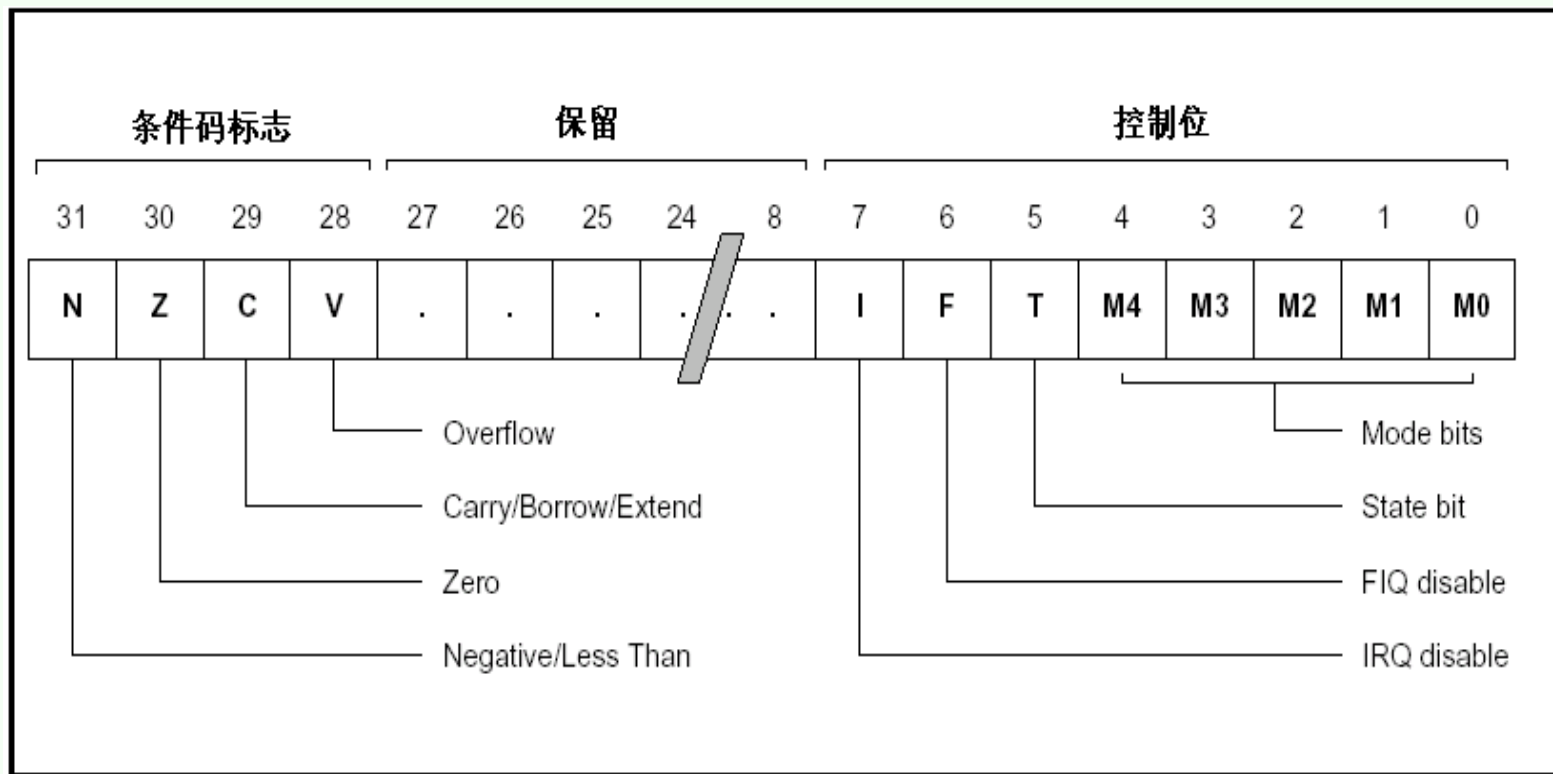 条件码标志 保留 控制位
31 30 29 28 27 26 25 24 8 7 6 5 4 3 2 1 0
N Z C V . . . . . . I F T M4 M3 M2 M1 M0
Overflow Mode bits
Carry/Borrow/Extend State bit
Zero FIQ disable
Negative/Less Than IRQ disable